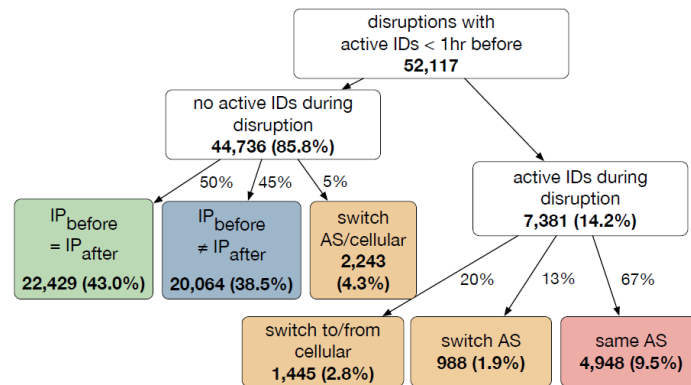 disruptions with
active IDs < 1hr before
52,117
no active IDs during
disruption
44,736 (85.8%)
active IDs during
disruption
7,381 (14.2%)
50%
45%
5%
IPbefore
= IPafter
22,429 (43.0%)
IPbefore
≠ IPafter
20,064 (38.5%)
switch
AS/cellular
2,243
(4.3%)
20%
13%
67%
switch to/from
cellular
1,445 (2.8%)
switch AS
988 (1.9%)
same AS
4,948 (9.5%)